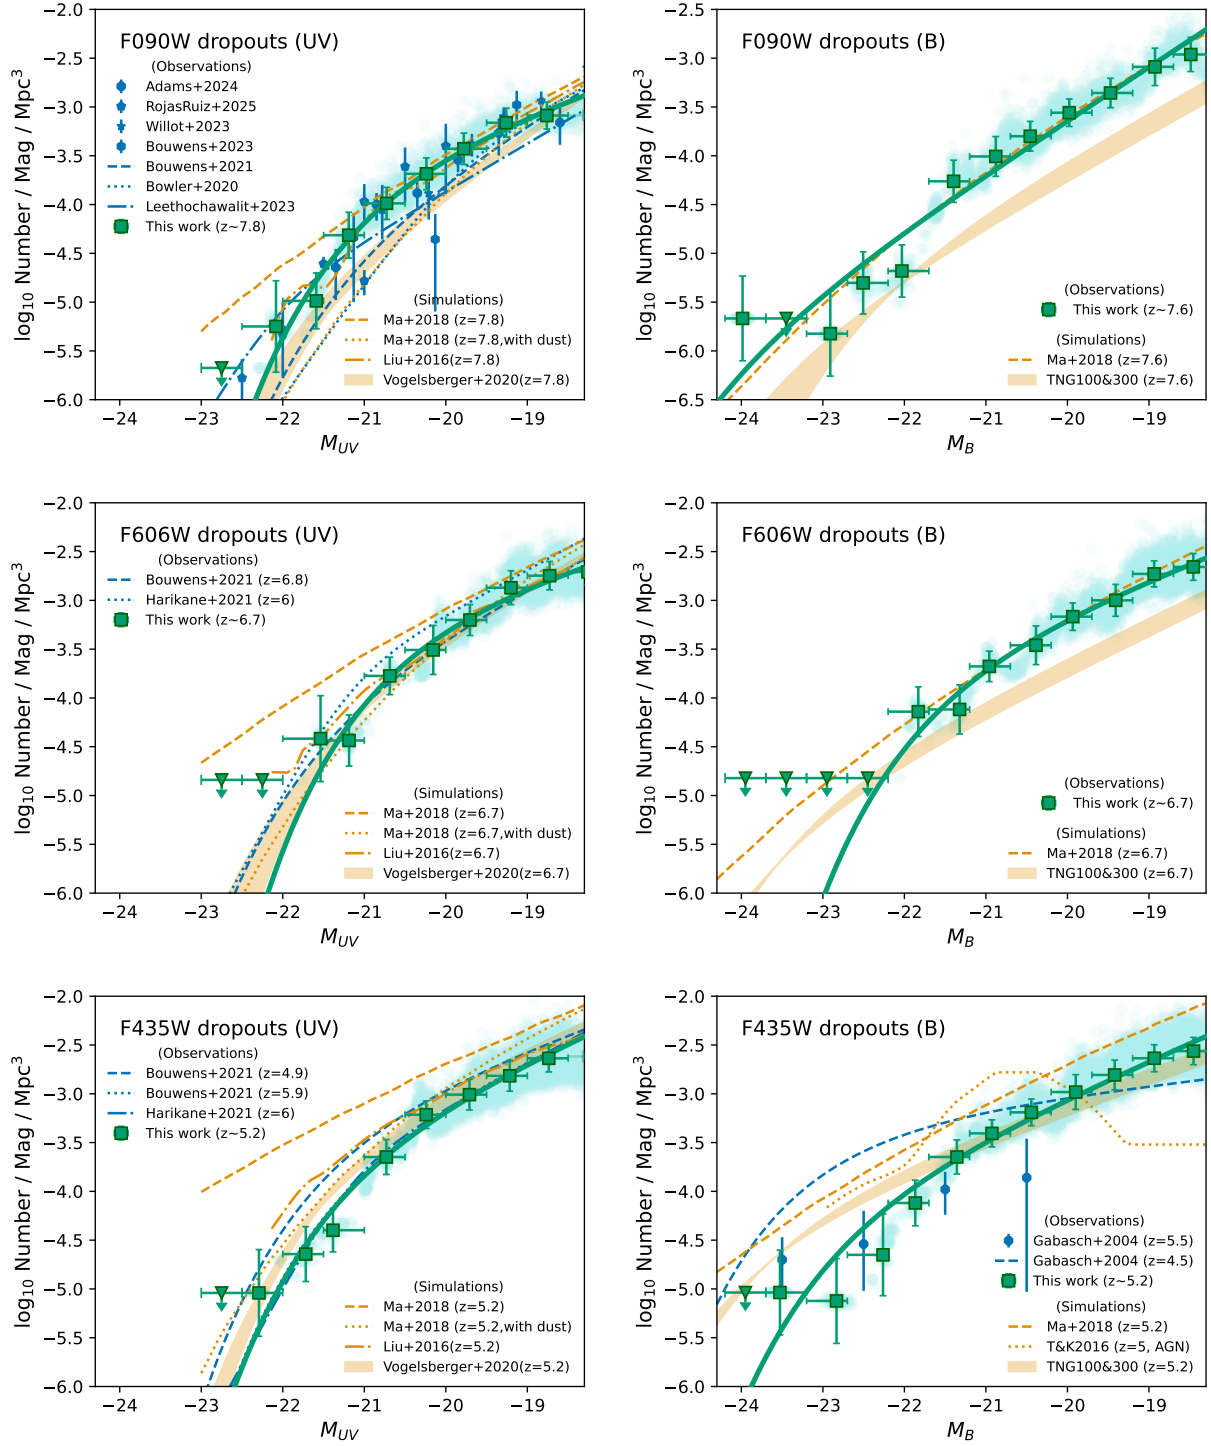 F090W dropouts (UV)
(Observations)
Adams+2024
RojasRuiz+2025
Willot+2023
Bouwens+2023
Bouwens+2021
Bowler+2020
Leethochawalit+2023
This work (z~7.8)
(Simulations)
Ma+2018 (z=7.8)
Ma+2018 (z=7.8,with dust)
Liu+2016(z=7.8)
Vogelsberger+2020(z=7.8)
−2.0
−2.5
−3.0
−3.5
−4.0
−4.5
−5.0
−5.5
−6.0
log₁₀ Number / Mag / Mpc³
−24 −23 −22 −21 −20 −19
M_UV
F090W dropouts (B)
(Observations)
This work (z~7.6)
(Simulations)
Ma+2018 (z=7.6)
TNG100&300 (z=7.6)
−2.5
−3.0
−3.5
−4.0
−4.5
−5.0
−5.5
−6.0
−6.5
log₁₀ Number / Mag / Mpc³
−24 −23 −22 −21 −20 −19
M_B
F606W dropouts (UV)
(Observations)
Bouwens+2021 (z=6.8)
Harikane+2021 (z=6)
This work (z~6.7)
(Simulations)
Ma+2018 (z=6.7)
Ma+2018 (z=6.7,with dust)
Liu+2016(z=6.7)
Vogelsberger+2020(z=6.7)
−2.0
−2.5
−3.0
−3.5
−4.0
−4.5
−5.0
−5.5
−6.0
log₁₀ Number / Mag / Mpc³
−24 −23 −22 −21 −20 −19
M_UV
F606W dropouts (B)
(Observations)
This work (z~6.7)
(Simulations)
Ma+2018 (z=6.7)
TNG100&300 (z=6.7)
−2.0
−2.5
−3.0
−3.5
−4.0
−4.5
−5.0
−5.5
−6.0
log₁₀ Number / Mag / Mpc³
−24 −23 −22 −21 −20 −19
M_B
F435W dropouts (UV)
(Observations)
Bouwens+2021 (z=4.9)
Bouwens+2021 (z=5.9)
Harikane+2021 (z=6)
This work (z~5.2)
(Simulations)
Ma+2018 (z=5.2)
Ma+2018 (z=5.2,with dust)
Liu+2016(z=5.2)
Vogelsberger+2020(z=5.2)
−2.0
−2.5
−3.0
−3.5
−4.0
−4.5
−5.0
−5.5
−6.0
log₁₀ Number / Mag / Mpc³
−24 −23 −22 −21 −20 −19
M_UV
F435W dropouts (B)
(Observations)
Gabasch+2004 (z=5.5)
Gabasch+2004 (z=4.5)
This work (z~5.2)
(Simulations)
Ma+2018 (z=5.2)
T&K2016 (z=5, AGN)
TNG100&300 (z=5.2)
−2.0
−2.5
−3.0
−3.5
−4.0
−4.5
−5.0
−5.5
−6.0
log₁₀ Number / Mag / Mpc³
−24 −23 −22 −21 −20 −19
M_B